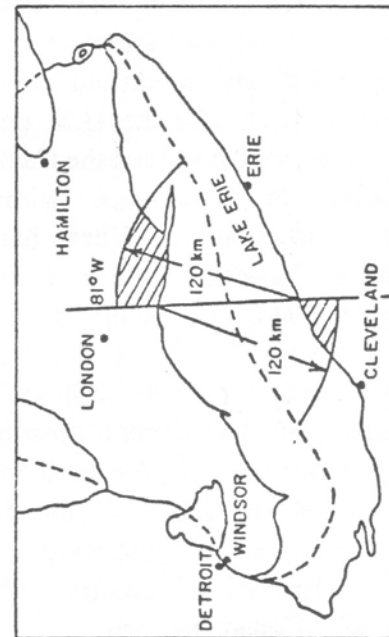 HAMILTON
ERIE
LAKE ERIE
81°W
120 km
LONDON
120 km
CLEVELAND
WINDSOR
DETROIT